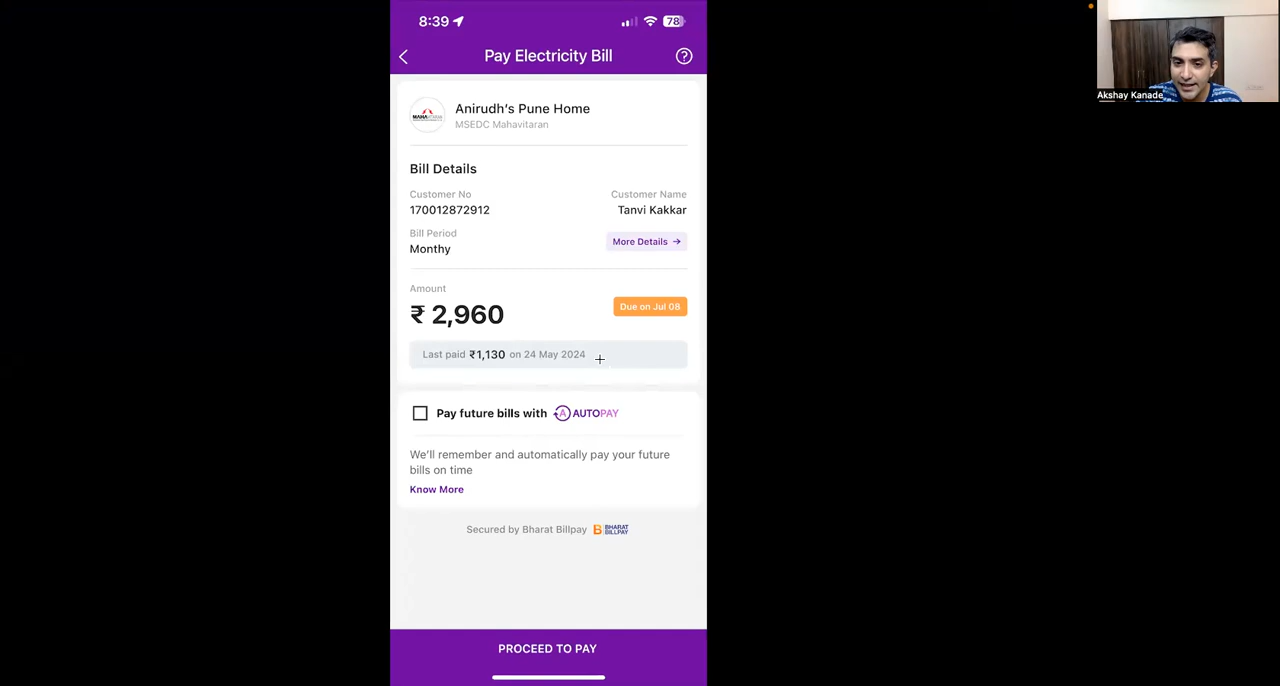 8:39
78
Pay Electricity Bill
?
Akshay Kanade
MAHAVITARAN
Anirudh's Pune Home
MSEDC Mahavitaran
Bill Details
Customer No
Customer Name
170012872912
Tanvi Kakkar
Bill Period
Monthy
More Details →
Amount
₹ 2,960
Due on Jul 08
Last paid ₹1,130 on 24 May 2024
Pay future bills with A AUTOPAY
We'll remember and automatically pay your future
bills on time
Know More
Secured by Bharat Billpay B BHARAT
BILLPAY
PROCEED TO PAY